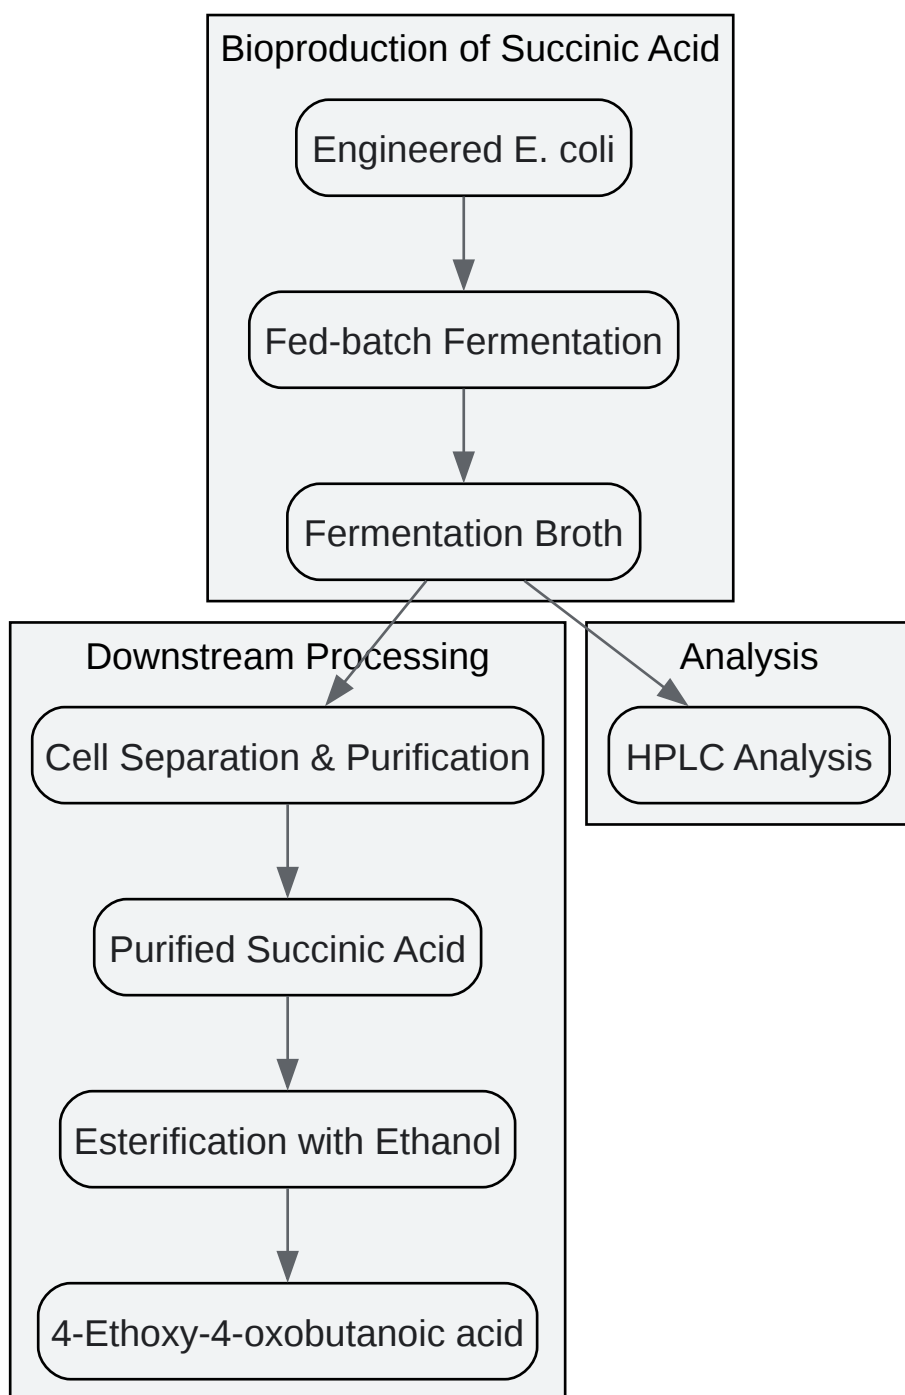 Bioproduction of Succinic Acid
Engineered E. coli
Fed-batch Fermentation
Fermentation Broth
Downstream Processing
Cell Separation & Purification
Purified Succinic Acid
Esterification with Ethanol
4-Ethoxy-4-oxobutanoic acid
Analysis
HPLC Analysis